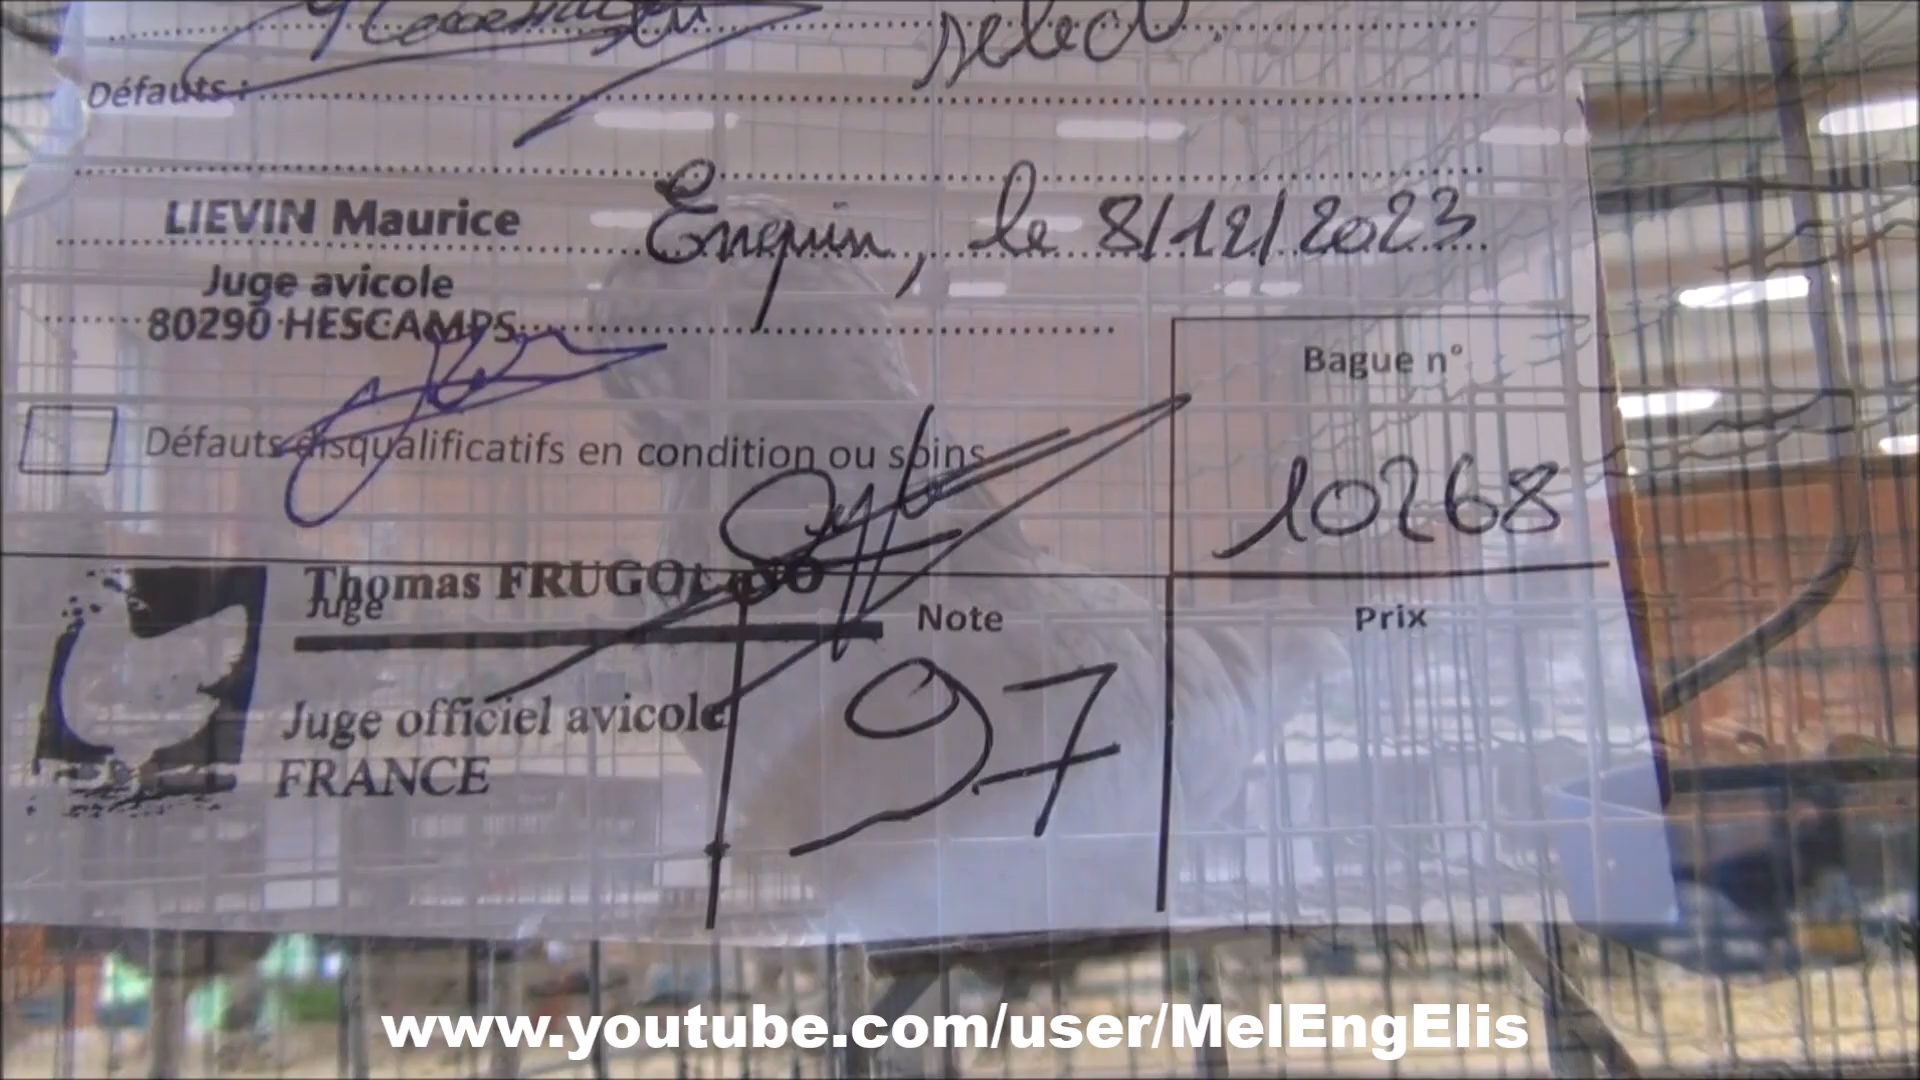 sélect.
Défauts :
LIEVIN Maurice
Enquin, le 8/12/2023
Juge avicole
80290 HESCAMPS
Bague n°
Défauts disqualificatifs en condition ou soins
10268
Thomas FRUGOLINO
Juge
Note
Prix
97
Juge officiel avicole
FRANCE
www.youtube.com/user/MelEngElis